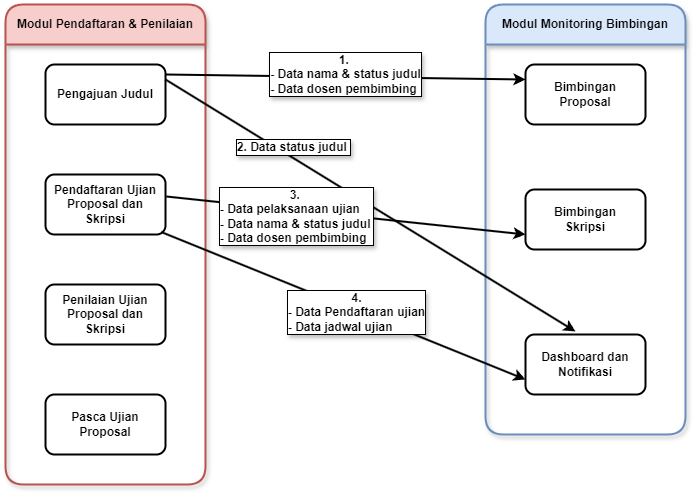 Modul Pendaftaran & Penilaian
Modul Monitoring Bimbingan
Pengajuan Judul
1.
- Data nama & status judul
- Data dosen pembimbing
Bimbingan
Proposal
2. Data status judul
Pendaftaran Ujian
Proposal dan
Skripsi
3.
- Data pelaksanaan ujian
- Data nama & status judul
- Data dosen pembimbing
Bimbingan
Skripsi
Penilaian Ujian
Proposal dan
Skripsi
4.
- Data Pendaftaran ujian
- Data jadwal ujian
Dashboard dan
Notifikasi
Pasca Ujian
Proposal